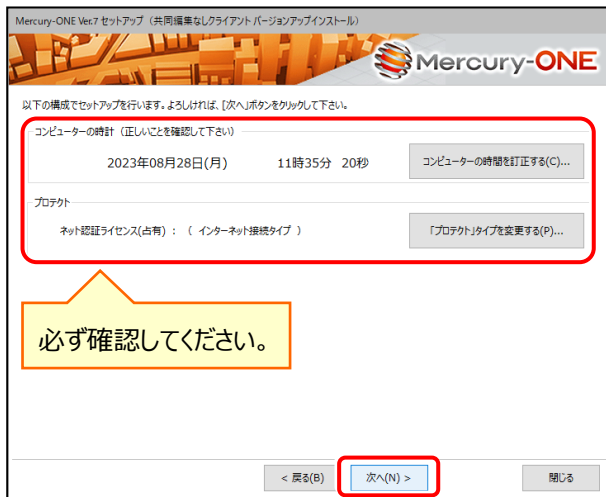 Mercury-ONE Ver.7 セットアップ（共同編集なしクライアント バージョンアップインストール）
Mercury-ONE
以下の構成でセットアップを行います。よろしければ、[次へ]ボタンをクリックして下さい。
コンピューターの時計（正しいことを確認して下さい）
2023年08月28日(月) 11時35分 20秒 コンピューターの時間を訂正する(C)...
プロテクト
ネット認証ライセンス(占有) ： （ インターネット接続タイプ ） 「プロテクト」タイプを変更する(P)...
必ず確認してください。
< 戻る(B) 次へ(N) > 閉じる